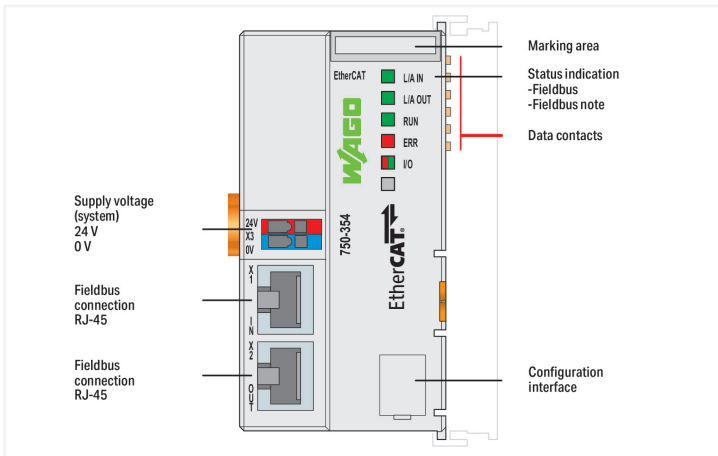 Marking area
EtherCAT
L/A IN
L/A OUT
RUN
ERR
I/O
Status indication
-Fieldbus
-Fieldbus note
Data contacts
WAGO
750-354
EtherCAT®
Supply voltage
(system)
24 V
0 V
24V
X3
0V
Fieldbus
connection
RJ-45
X
1
I
N
Fieldbus
connection
RJ-45
X
2
O
U
T
Configuration
interface